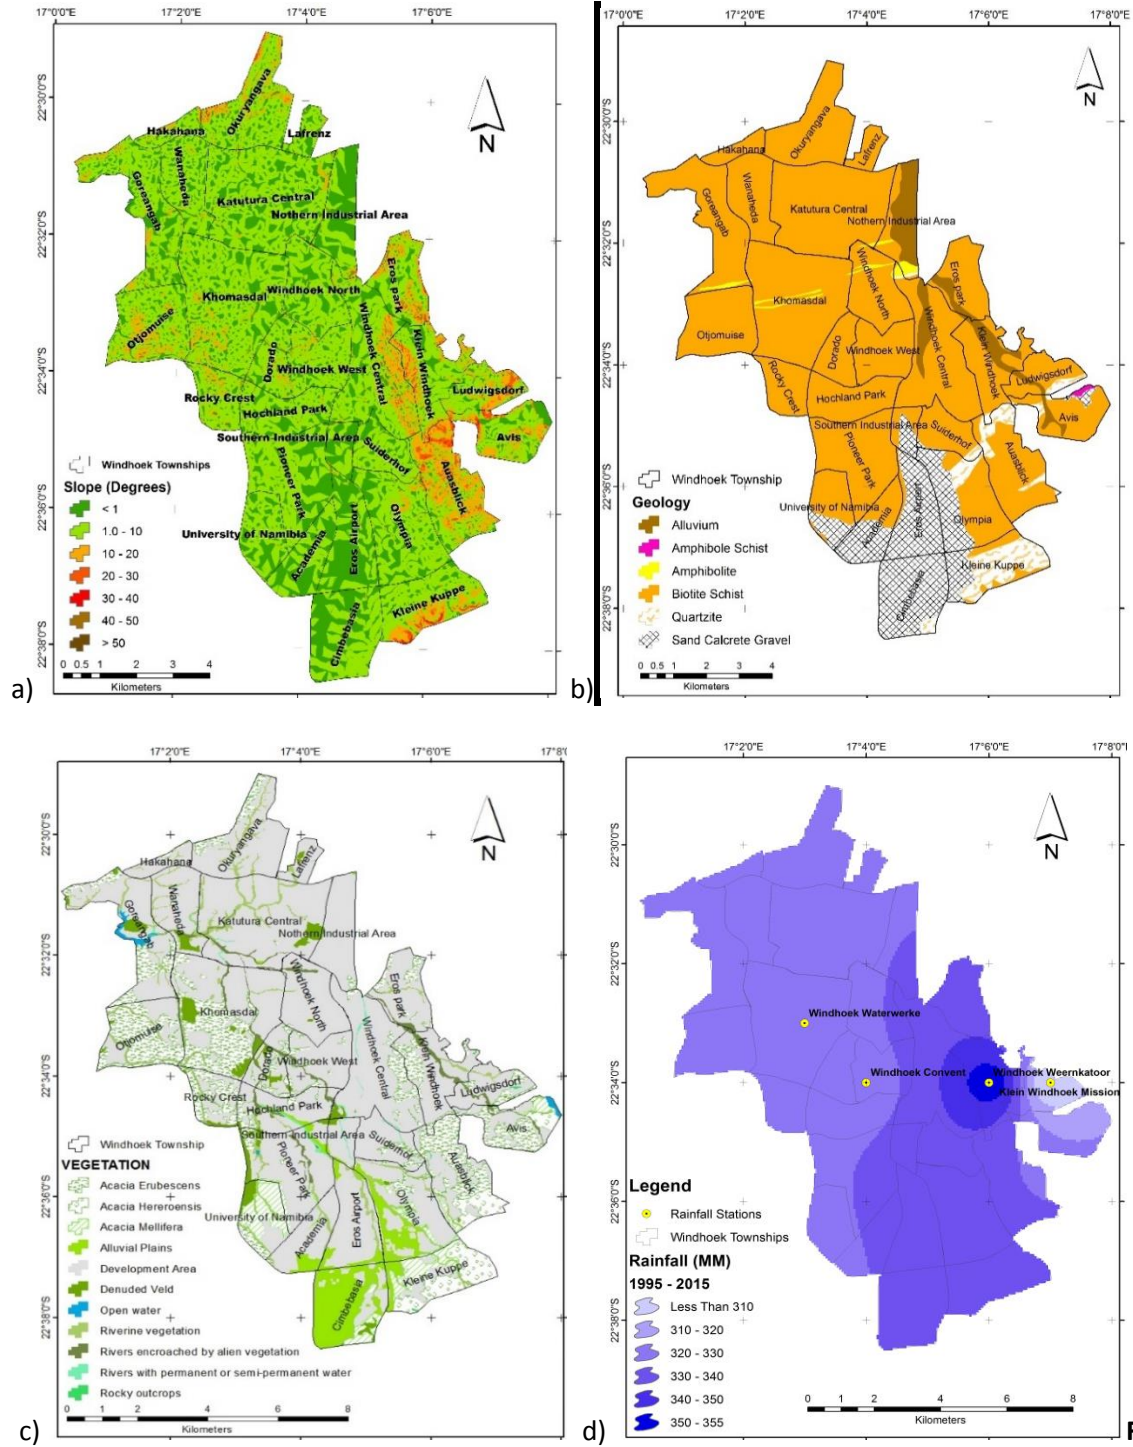 17°0'0"E 17°2'0"E 17°4'0"E 17°6'0"E
22°30'0"S
22°32'0"S
22°34'0"S
22°36'0"S
22°38'0"S
N
Okuryangava
Hakahana
Lafrenz
Wanaheda
Goreangab
Katutura Central
Nothern Industrial Area
Eros park
Windhoek North
Khomasdal
Otjomuise
Windhoek Central
Klein Windhoek
Dorado
Windhoek West
Ludwigsdorf
Rocky Crest
Hochland Park
Southern Industrial Area
Avis
Suiderhof
Pioneer Park
Auasblick
University of Namibia
Academia
Eros Airport
Olympia
Kleine Kuppe
Cimbebasia
Windhoek Townships
Slope (Degrees)
< 1
1.0 - 10
10 - 20
20 - 30
30 - 40
40 - 50
> 50
0 0.5 1 2 3 4
Kilometers
a)
17°0'0"E 17°2'0"E 17°4'0"E 17°6'0"E 17°8'0"E
22°30'0"S
22°32'0"S
22°34'0"S
22°36'0"S
22°38'0"S
N
Okuryangava
Hakahana
Lafrenz
Wanaheda
Goreangab
Katutura Central
Nothern Industrial Area
Eros park
Windhoek North
Khomasdal
Otjomuise
Windhoek Central
Klein Windhoek
Dorado
Windhoek West
Ludwigsdorf
Rocky Crest
Hochland Park
Southern Industrial Area
Suiderhof
Avis
Pioneer Park
Auasblick
University of Namibia
Academia
Eros Airport
Olympia
Kleine Kuppe
Cimbebasia
Windhoek Township
Geology
Alluvium
Amphibole Schist
Amphibolite
Biotite Schist
Quartzite
Sand Calcrete Gravel
0 0.5 1 2 3 4
Kilometers
b)
17°2'0"E 17°4'0"E 17°6'0"E 17°8'0
22°30'0"S
22°32'0"S
22°34'0"S
22°36'0"S
22°38'0"S
N
Okuryangava
Hakahana
Lafrenz
Wanaheda
Goreangab
Katutura Central
Nothern Industrial Area
Eros park
Windhoek North
Khomasdal
Otjomuise
Windhoek Central
Klein Windhoek
Dorado
Windhoek West
Ludwigsdorf
Rocky Crest
Hochland Park
Southern Industrial Area
Suiderhof
Avis
Pioneer Park
Auasblick
University of Namibia
Academia
Eros Airport
Olympia
Kleine Kuppe
Cimbebasia
Windhoek Township
VEGETATION
Acacia Erubescens
Acacia Hereroensis
Acacia Mellifera
Alluvial Plains
Development Area
Denuded Veld
Open water
Riverine vegetation
Rivers encroached by alien vegetation
Rivers with permanent or semi-permanent water
Rocky outcrops
0 2 4 6 8
Kilometers
c)
17°2'0"E 17°4'0"E 17°6'0"E 17°8'0
22°30'0"S
22°32'0"S
22°34'0"S
22°36'0"S
22°38'0"S
N
Windhoek Waterwerke
Windhoek Convent
Windhoek Weernkatoor
Klein Windhoek Mission
Legend
Rainfall Stations
Windhoek Townships
Rainfall (MM)
1995 - 2015
Less Than 310
310 - 320
320 - 330
330 - 340
340 - 350
350 - 355
0 1 2 4 6 8
Kilometers
d)